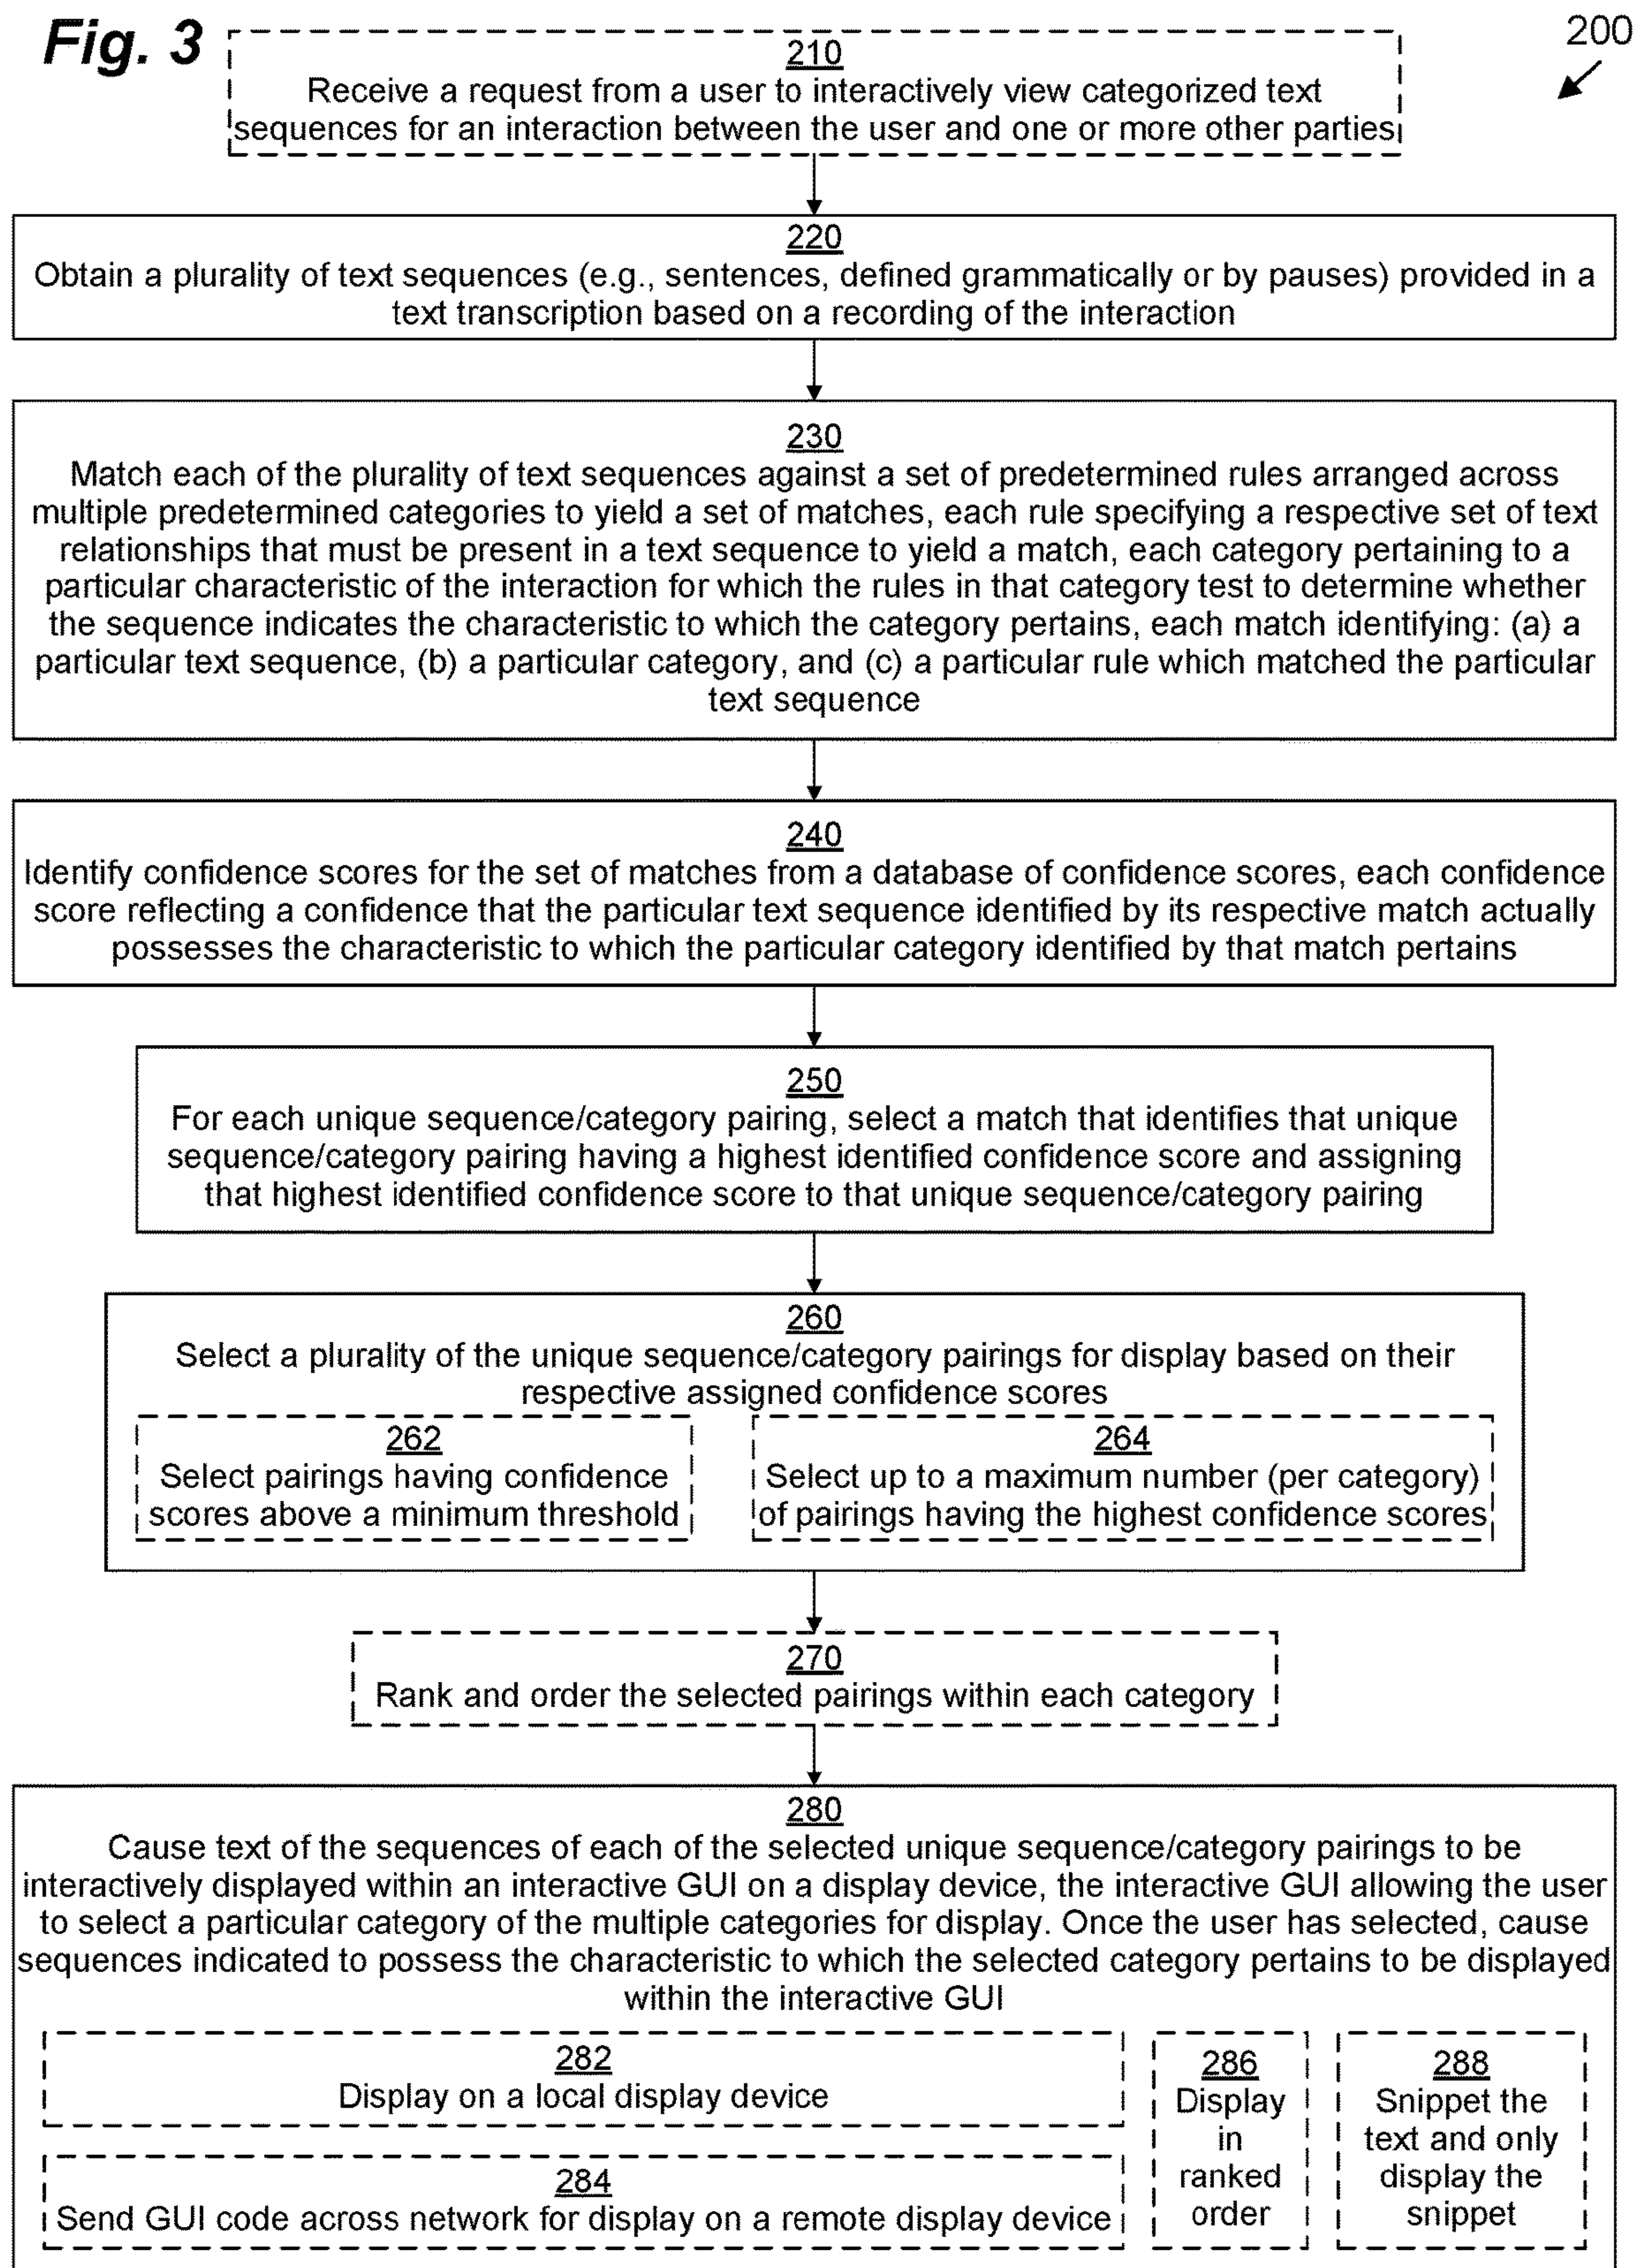 Fig. 3
200
210
Receive a request from a user to interactively view categorized text
sequences for an interaction between the user and one or more other parties
220
Obtain a plurality of text sequences (e.g., sentences, defined grammatically or by pauses) provided in a
text transcription based on a recording of the interaction
230
Match each of the plurality of text sequences against a set of predetermined rules arranged across
multiple predetermined categories to yield a set of matches, each rule specifying a respective set of text
relationships that must be present in a text sequence to yield a match, each category pertaining to a
particular characteristic of the interaction for which the rules in that category test to determine whether
the sequence indicates the characteristic to which the category pertains, each match identifying: (a) a
particular text sequence, (b) a particular category, and (c) a particular rule which matched the particular
text sequence
240
Identify confidence scores for the set of matches from a database of confidence scores, each confidence
score reflecting a confidence that the particular text sequence identified by its respective match actually
possesses the characteristic to which the particular category identified by that match pertains
250
For each unique sequence/category pairing, select a match that identifies that unique
sequence/category pairing having a highest identified confidence score and assigning
that highest identified confidence score to that unique sequence/category pairing
260
Select a plurality of the unique sequence/category pairings for display based on their
respective assigned confidence scores
262
Select pairings having confidence
scores above a minimum threshold
264
Select up to a maximum number (per category)
of pairings having the highest confidence scores
270
Rank and order the selected pairings within each category
280
Cause text of the sequences of each of the selected unique sequence/category pairings to be
interactively displayed within an interactive GUI on a display device, the interactive GUI allowing the user
to select a particular category of the multiple categories for display. Once the user has selected, cause
sequences indicated to possess the characteristic to which the selected category pertains to be displayed
within the interactive GUI
282
Display on a local display device
284
Send GUI code across network for display on a remote display device
286
Display
in
ranked
order
288
Snippet the
text and only
display the
snippet